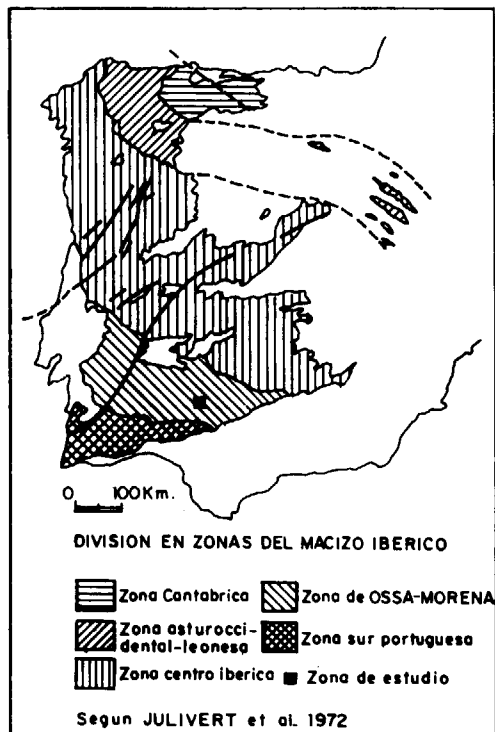 0 100Km.
DIVISION EN ZONAS DEL MACIZO IBERICO
Zona Cantabrica
Zona de OSSA-MORENA
Zona asturocci-
dental-leonesa
Zona sur portuguesa
Zona centro iberica
Zona de estudio
Segun JULIVERT et al. 1972